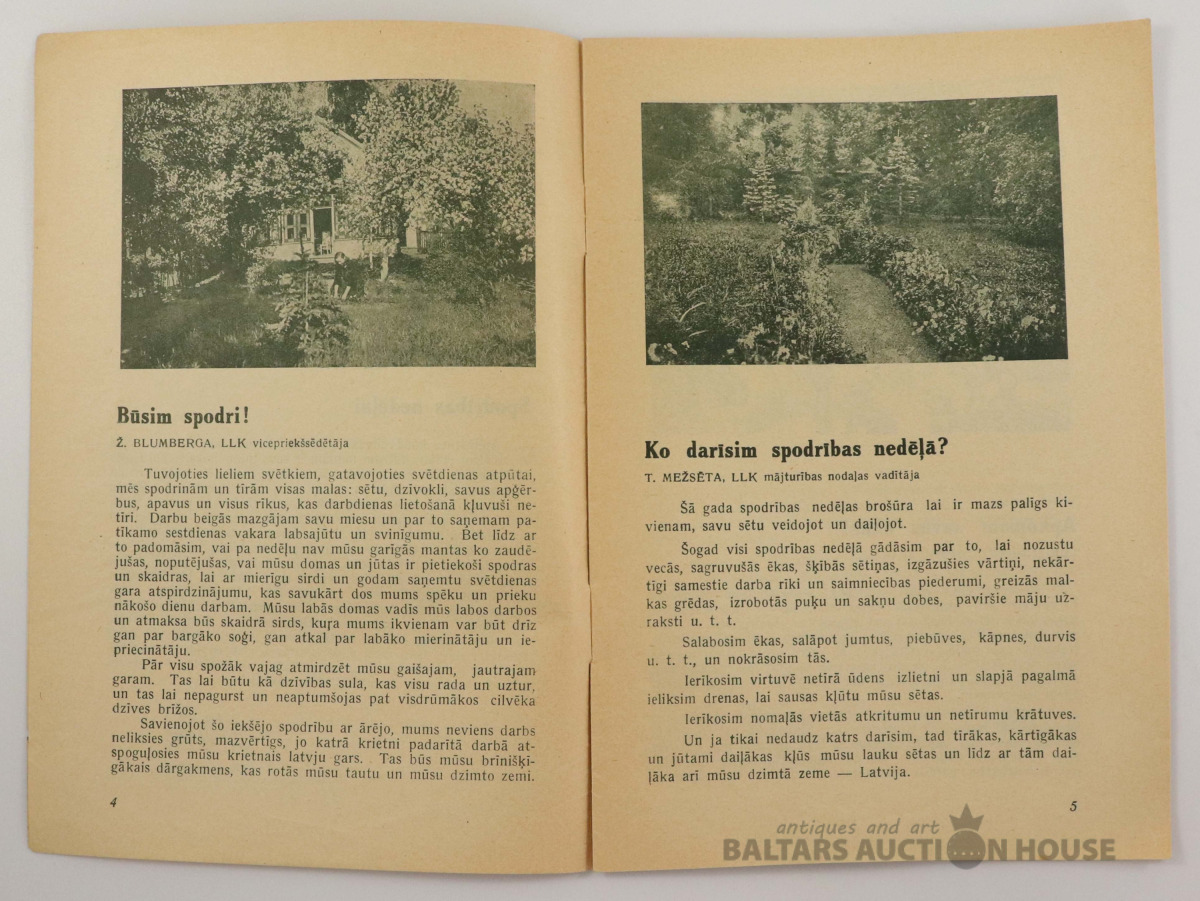 Būsim spodri!
Ž. BLUMBERGA, LLK vicepriekšsēdētāja
Tuvojoties lieliem svētkiem, gatavojoties svētdienas atpūtai,
mēs spodrinām un tīrām visas malas: sētu, dzīvokli, savus apģēr-
bus, apavus un visus rīkus, kas darbdienas lietošanā kļuvuši ne-
tīri. Darbu beigās mazgājam savu miesu un par to saņemam pa-
tīkamo sestdienas vakara labsajūtu un svinīgumu. Bet līdz ar
to padomāsim, vai pa nedēļu nav mūsu garīgās mantas ko zaudē-
jušas, noputējušas, vai mūsu domas un jūtas ir pietiekoši spodras
un skaidras, lai ar mierīgu sirdi un godam saņemtu svētdienas
gara atspirdzinājumu, kas savukārt dos mums spēku un prieku
nākošo dienu darbam. Mūsu labās domas vadīs mūs labos darbos
un atmaksa būs skaidrā sirds, kuŗa mums ikvienam var būt drīz
gan par bargāko soģi, gan atkal par labāko mierinātāju un ie-
priecinātāju.
Pār visu spožāk vajag atmirdzēt mūsu gaišajam, jautrajam
garam. Tas lai būtu kā dzīvības sula, kas visu rada un uztur,
un tas lai nepagurst un neaptumšojas pat visdrūmākos cilvēka
dzīves brīžos.
Savienojot šo iekšējo spodrību ar ārējo, mums neviens darbs
neliksies grūts, mazvērtīgs, jo katrā krietni padarītā darbā at-
spoguļosies mūsu krietnais latvju gars. Tas būs mūsu brīnišķī-
gākais dārgakmens, kas rotās mūsu tautu un mūsu dzimto zemi.
4
Ko darīsim spodrības nedēļā?
T. MEŽSĒTA, LLK mājturības nodaļas vadītāja
Šā gada spodrības nedēļas brošūra lai ir mazs palīgs ki-
vienam, savu sētu veidojot un daiļojot.
Šogad visi spodrības nedēļā gādāsim par to, lai nozustu
vecās, sagruvušās ēkas, šķībās sētiņas, izgāzušies vārtiņi, nekār-
tīgi samestie darba rīki un saimniecības piederumi, greizās mal-
kas grēdas, izrobotās puķu un sakņu dobes, paviršie māju uz-
raksti u. t. t.
Salabosim ēkas, salāpot jumtus, piebūves, kāpnes, durvis
u. t. t., un nokrāsosim tās.
Ierīkosim virtuvē netīrā ūdens izlietni un slapjā pagalmā
ieliksim drenas, lai sausas kļūtu mūsu sētas.
Ierīkosim nomaļās vietās atkritumu un netīrumu krātuves.
Un ja tikai nedaudz katrs darīsim, tad tīrākas, kārtīgākas
un jūtami daiļākas kļūs mūsu lauku sētas un līdz ar tām dai-
ļāka arī mūsu dzimtā zeme — Latvija.
5
antiques and art
BALTARS AUCTION HOUSE